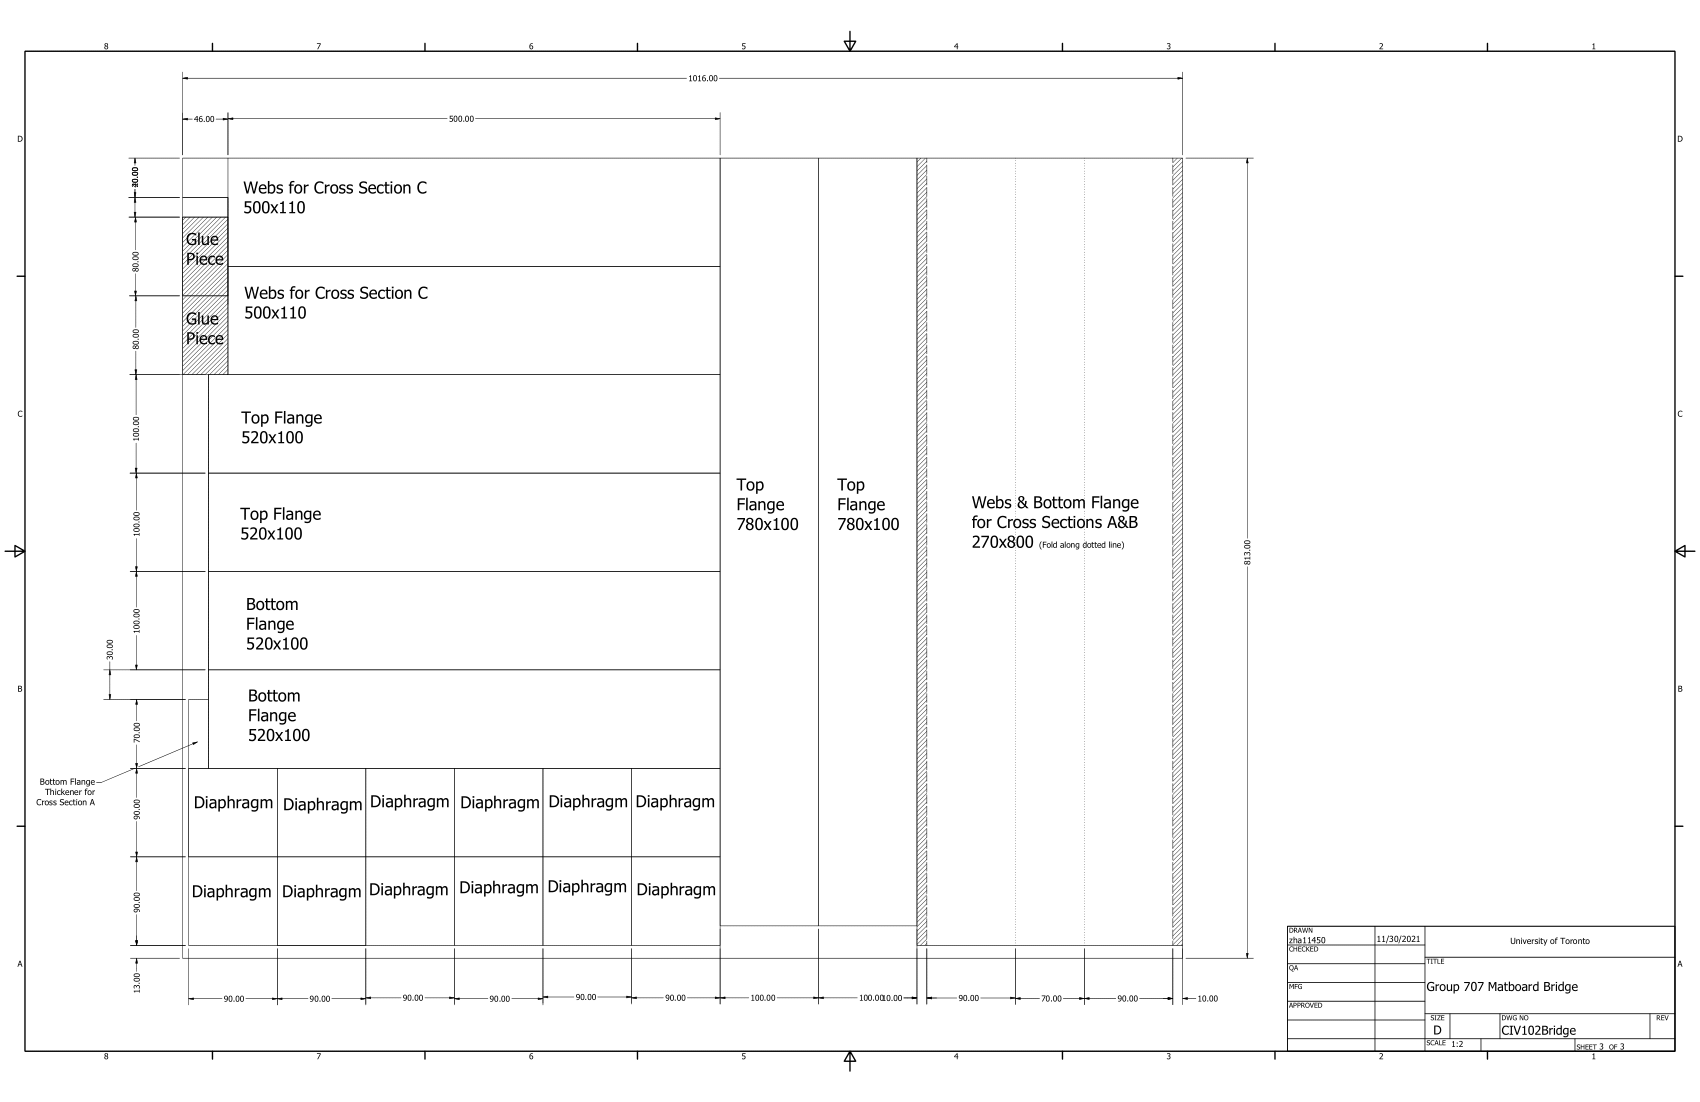 8 7 6 5 4 3 2 1
1016.00
46.00 500.00
D D
20.00
Webs for Cross Section C
500x110
Glue
Piece
80.00
Webs for Cross Section C
500x110
Glue
Piece
80.00
C C
100.00
Top Flange
520x100
100.00
Top Flange
520x100
Top
Flange
780x100
Top
Flange
780x100
Webs & Bottom Flange
for Cross Sections A&B
270x800 (Fold along dotted line)
813.00
100.00
Bottom
Flange
520x100
30.00
B B
70.00
Bottom
Flange
520x100
Bottom Flange
Thickener for
Cross Section A
90.00
Diaphragm Diaphragm Diaphragm Diaphragm Diaphragm Diaphragm
90.00
Diaphragm Diaphragm Diaphragm Diaphragm Diaphragm Diaphragm
A A
13.00
90.00 90.00 90.00 90.00 90.00 90.00 100.00 100.00 10.00 90.00 70.00 90.00 10.00
DRAWN
zha11450 11/30/2021
CHECKED
QA
MFG
APPROVED
University of Toronto
TITLE
Group 707 Matboard Bridge
SIZE
D
DWG NO
CIV102Bridge
REV
SCALE 1:2
SHEET 3 OF 3
8 7 6 5 4 3 2 1